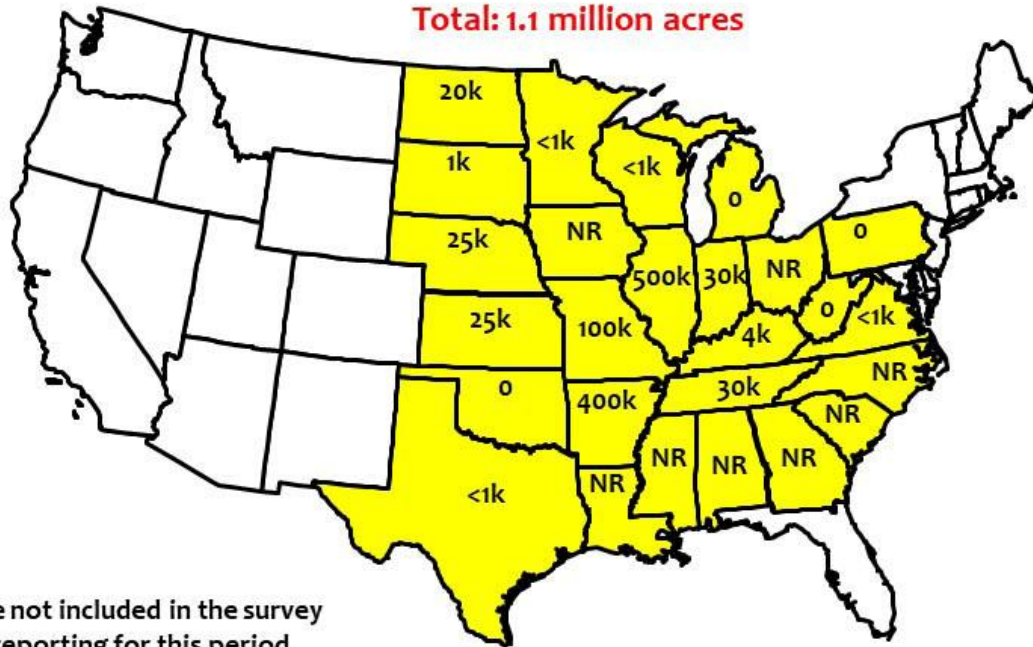 Total: 1.1 million acres
20k
<1k
1k
<1k
0
25k
NR
0
500k
30k
NR
25k
100k
0
<1k
4k
0
400k
30k
NR
NR
<1k
NR
NR
NR
NR
not included in the survey
reporting for this period